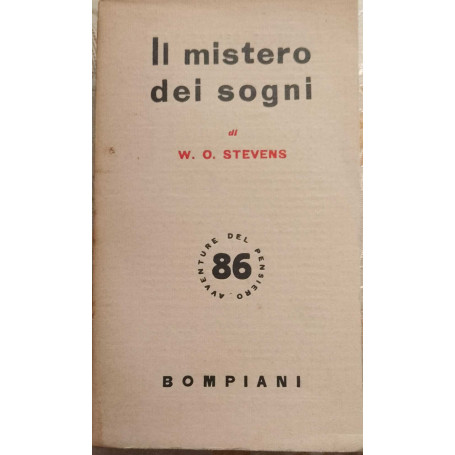 Il mistero
dei sogni
di
W. O. STEVENS
AVVENTURE DEL PENSIERO -
86
BOMPIANI